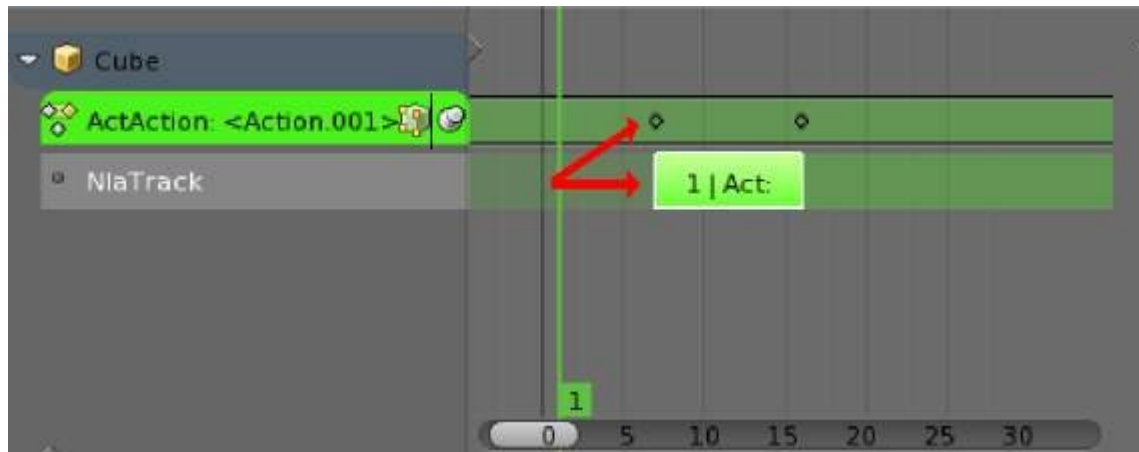 Cube
ActAction: <Action.001>
NlaTrack
1 | Act:
1
0 5 10 15 20 25 30